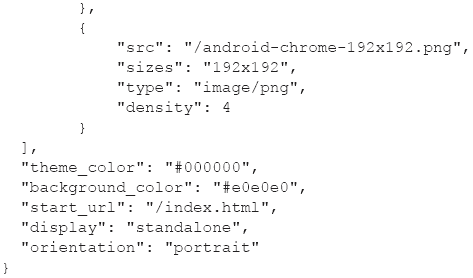 },
{
"src": "/android-chrome-192x192.png",
"sizes": "192x192",
"type": "image/png",
"density": 4
}
],
"theme_color": "#000000",
"background_color": "#e0e0e0",
"start_url": "/index.html",
"display": "standalone",
"orientation": "portrait"
}